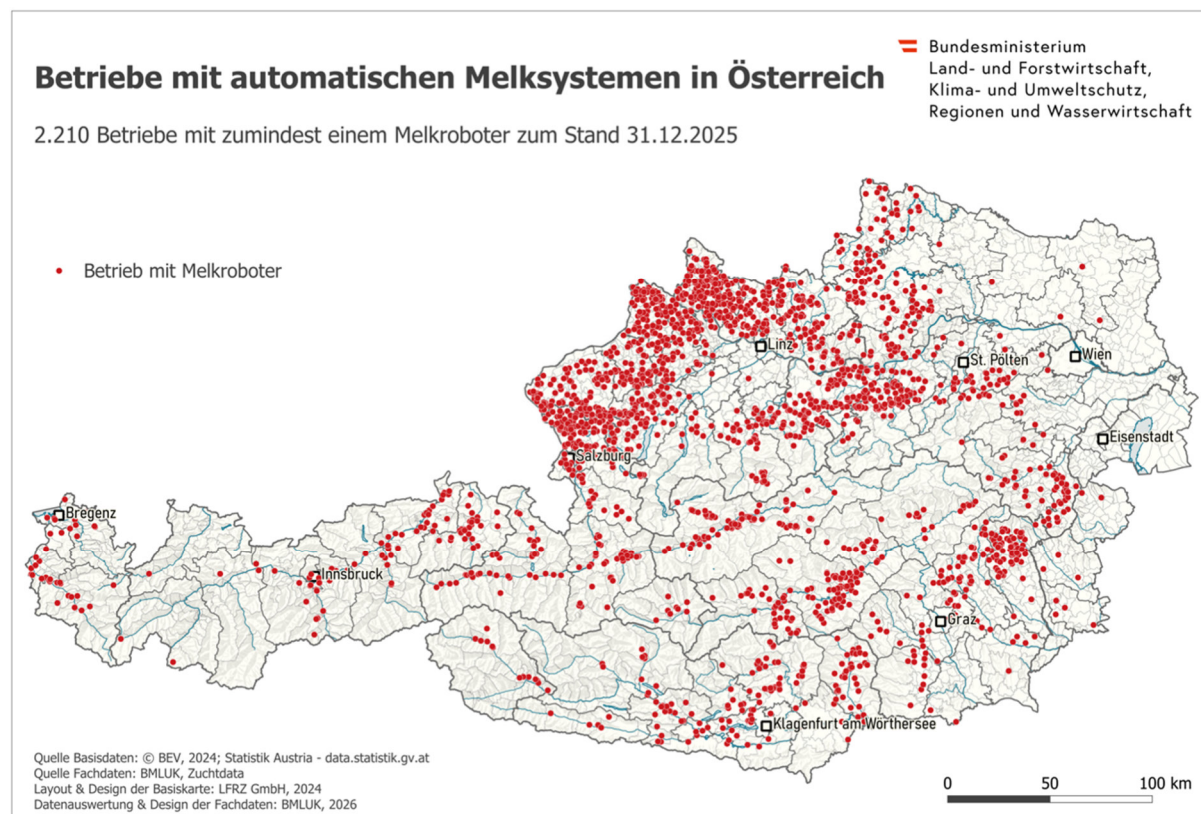 Bundesministerium
Land- und Forstwirtschaft,
Klima- und Umweltschutz,
Regionen und Wasserwirtschaft
Betriebe mit automatischen Melksystemen in Österreich
2.210 Betriebe mit zumindest einem Melkroboter zum Stand 31.12.2025
Betrieb mit Melkroboter
Linz
St. Pölten
Wien
Eisenstadt
Salzburg
Bregenz
Innsbruck
Graz
Klagenfurt am Wörthersee
Quelle Basisdaten: © BEV, 2024; Statistik Austria - data.statistik.gv.at
Quelle Fachdaten: BMLUK, Zuchtdata
Layout & Design der Basiskarte: LFRZ GmbH, 2024
Datenauswertung & Design der Fachdaten: BMLUK, 2026
0 50 100 km